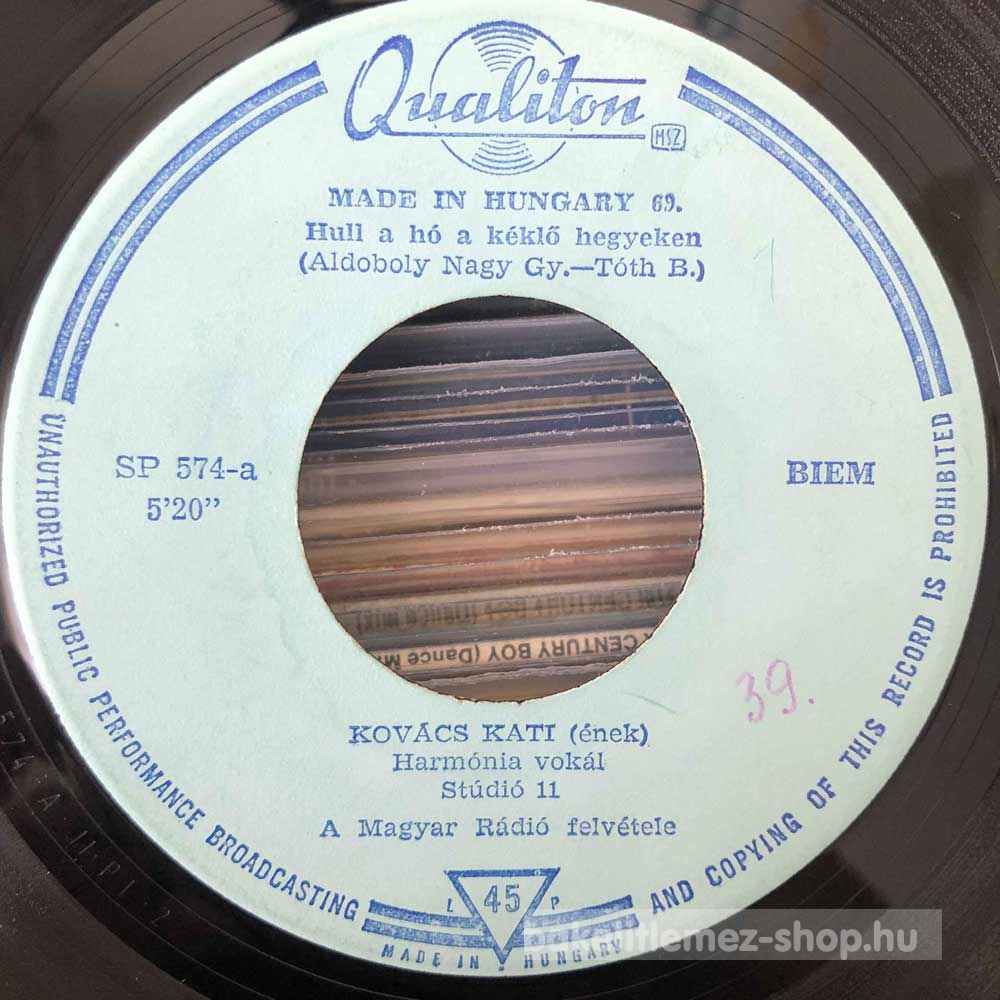 Qualiton
MSZ
MADE IN HUNGARY 69.
Hull a hó a kéklő hegyeken
(Aldoboly Nagy Gy.—Tóth B.)
SP 574-a
5'20"
BIEM
39.
KOVÁCS KATI (ének)
Harmónia vokál
Stúdió 11
A Magyar Rádió felvétele
L 45 P
MADE IN HUNGARY
UNAUTHORIZED PUBLIC PERFORMANCE BROADCASTING AND COPYING OF THIS RECORD IS PROHIBITED
CENTURY BOY (Dance
bakelitlemez-shop.hu